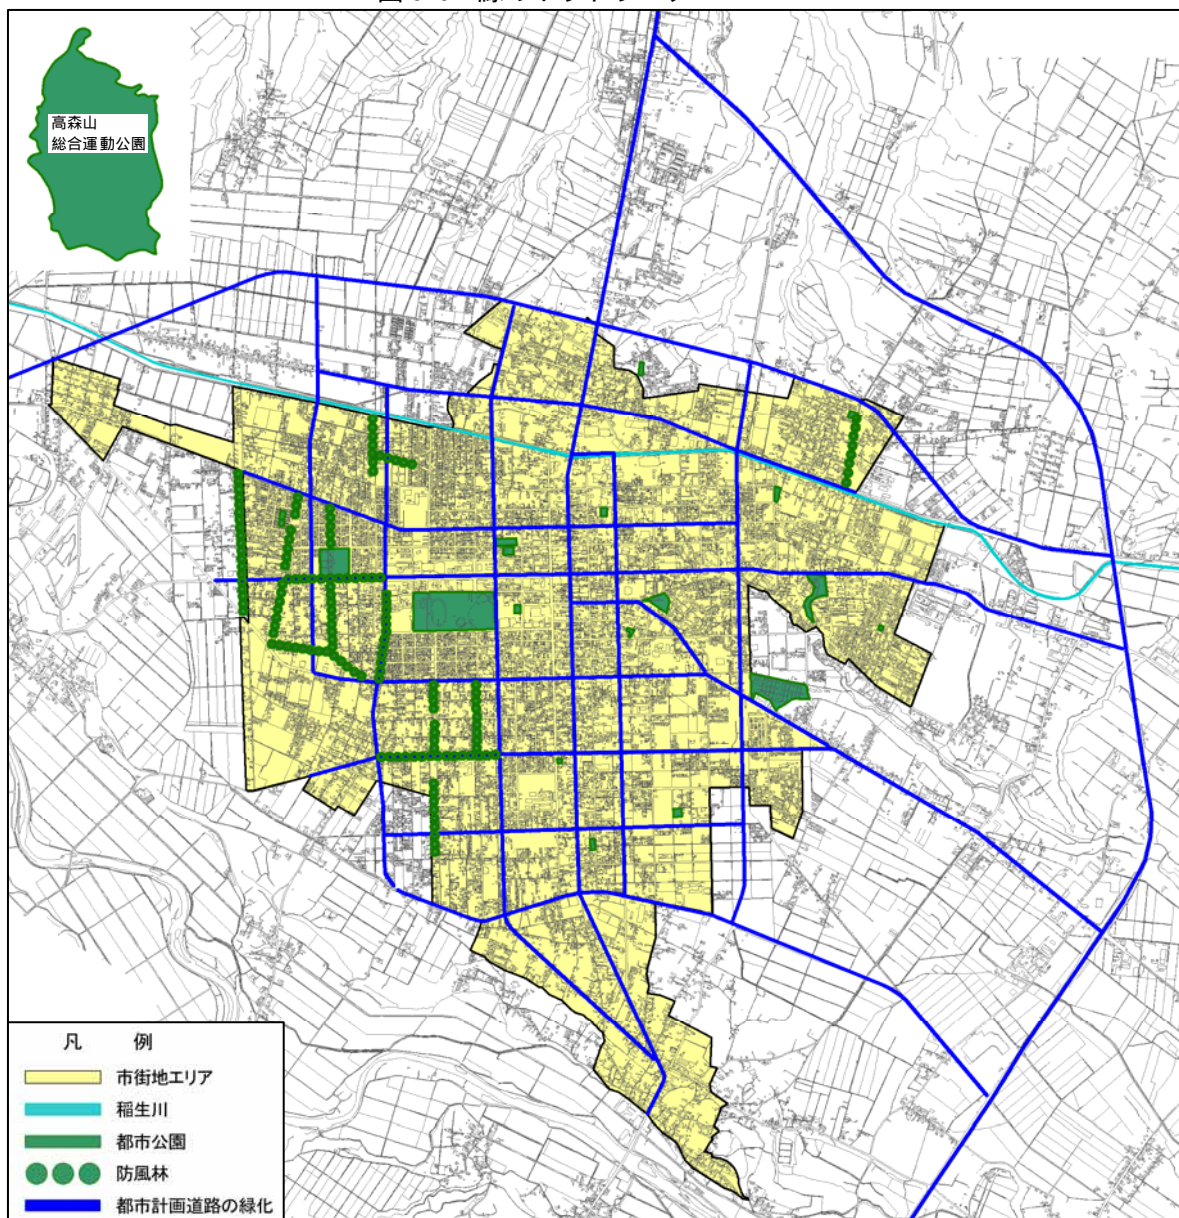 高森山
総合運動公園
凡 例
市街地エリア
稲生川
都市公園
防風林
都市計画道路の緑化